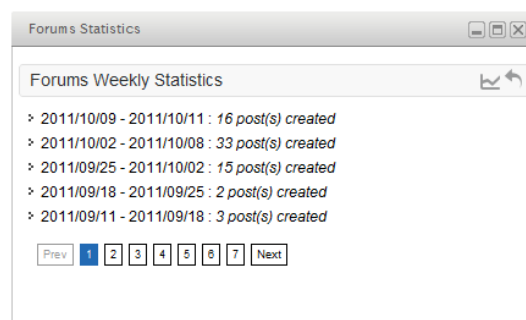 Forums Statistics
Forums Weekly Statistics
2011/10/09 - 2011/10/11 : 16 post(s) created
2011/10/02 - 2011/10/08 : 33 post(s) created
2011/09/25 - 2011/10/02 : 15 post(s) created
2011/09/18 - 2011/09/25 : 2 post(s) created
2011/09/11 - 2011/09/18 : 3 post(s) created
Prev 1 2 3 4 5 6 7 Next